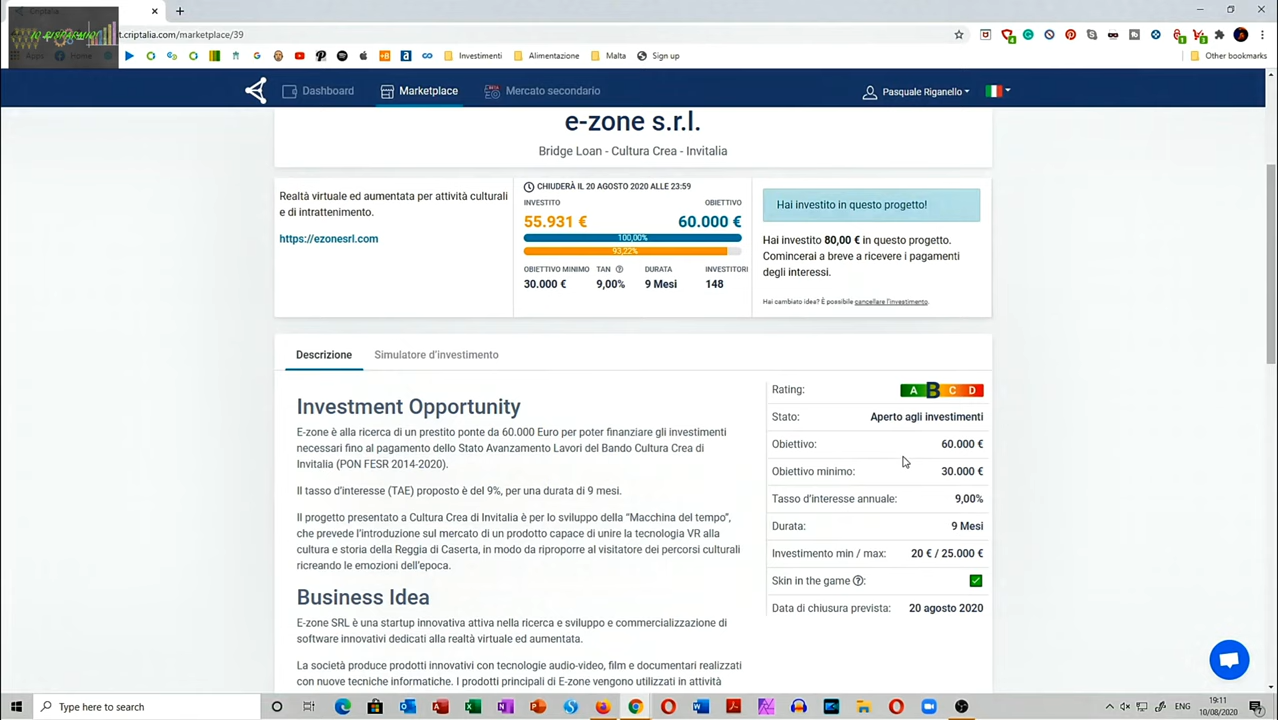 t.criptalia.com/marketplace/39
Apps
Home
Investimenti
Alimentazione
Malta
Sign up
Other bookmarks
Dashboard
Marketplace
Mercato secondario
Pasquale Riganello
e-zone s.r.l.
Bridge Loan - Cultura Crea - Invitalia
Realtà virtuale ed aumentata per attività culturali
e di intrattenimento.
https://ezonesrl.com
CHIUDERÀ IL 20 AGOSTO 2020 ALLE 23:59
INVESTITO OBIETTIVO
55.931 € 60.000 €
100,00%
93,22%
OBIETTIVO MINIMO TAN DURATA INVESTITORI
30.000 € 9,00% 9 Mesi 148
Hai investito in questo progetto!
Hai investito 80,00 € in questo progetto.
Comincerai a breve a ricevere i pagamenti
degli interessi.
Hai cambiato idea? È possibile cancellare l'investimento.
Descrizione
Simulatore d'investimento
Investment Opportunity
E-zone è alla ricerca di un prestito ponte da 60.000 Euro per poter finanziare gli investimenti
necessari fino al pagamento dello Stato Avanzamento Lavori del Bando Cultura Crea di
Invitalia (PON FESR 2014-2020).
Il tasso d'interesse (TAE) proposto è del 9%, per una durata di 9 mesi.
Il progetto presentato a Cultura Crea di Invitalia è per lo sviluppo della "Macchina del tempo",
che prevede l'introduzione sul mercato di un prodotto capace di unire la tecnologia VR alla
cultura e storia della Reggia di Caserta, in modo da riproporre al visitatore dei percorsi culturali
ricreando le emozioni dell'epoca.
Business Idea
E-zone SRL è una startup innovativa attiva nella ricerca e sviluppo e commercializzazione di
software innovativi dedicati alla realtà virtuale ed aumentata.
La società produce prodotti innovativi con tecnologie audio-video, film e documentari realizzati
con nuove tecniche informatiche. I prodotti principali di E-zone vengono utilizzati in attività
Rating: A B C D
Stato: Aperto agli investimenti
Obiettivo: 60.000 €
Obiettivo minimo: 30.000 €
Tasso d'interesse annuale: 9,00%
Durata: 9 Mesi
Investimento min / max: 20 € / 25.000 €
Skin in the game
Data di chiusura prevista: 20 agosto 2020
Type here to search
ENG
19:11
10/08/2020